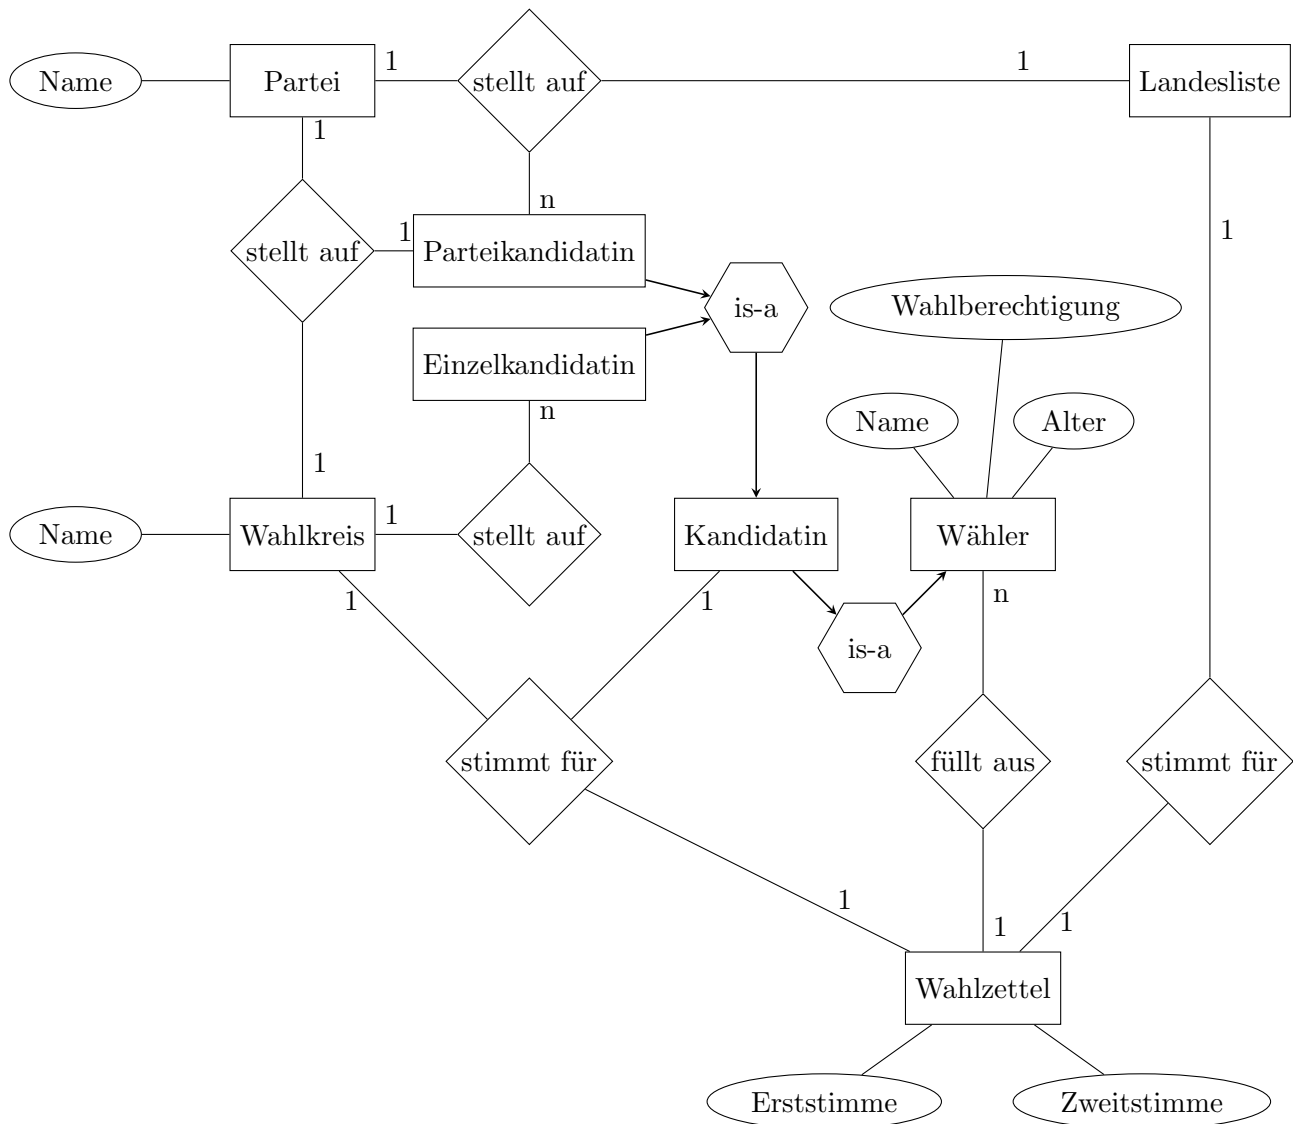 1
1
Name
Partei
stellt auf
Landesliste
1
n
1
1
stellt auf
Parteikandidatin
is-a
Wahlberechtigung
Einzelkandidatin
n
Name
Alter
1
1
Name
Wahlkreis
stellt auf
Kandidatin
Wähler
1
1
n
is-a
stimmt für
füllt aus
stimmt für
1
1
1
Wahlzettel
Erststimme
Zweitstimme